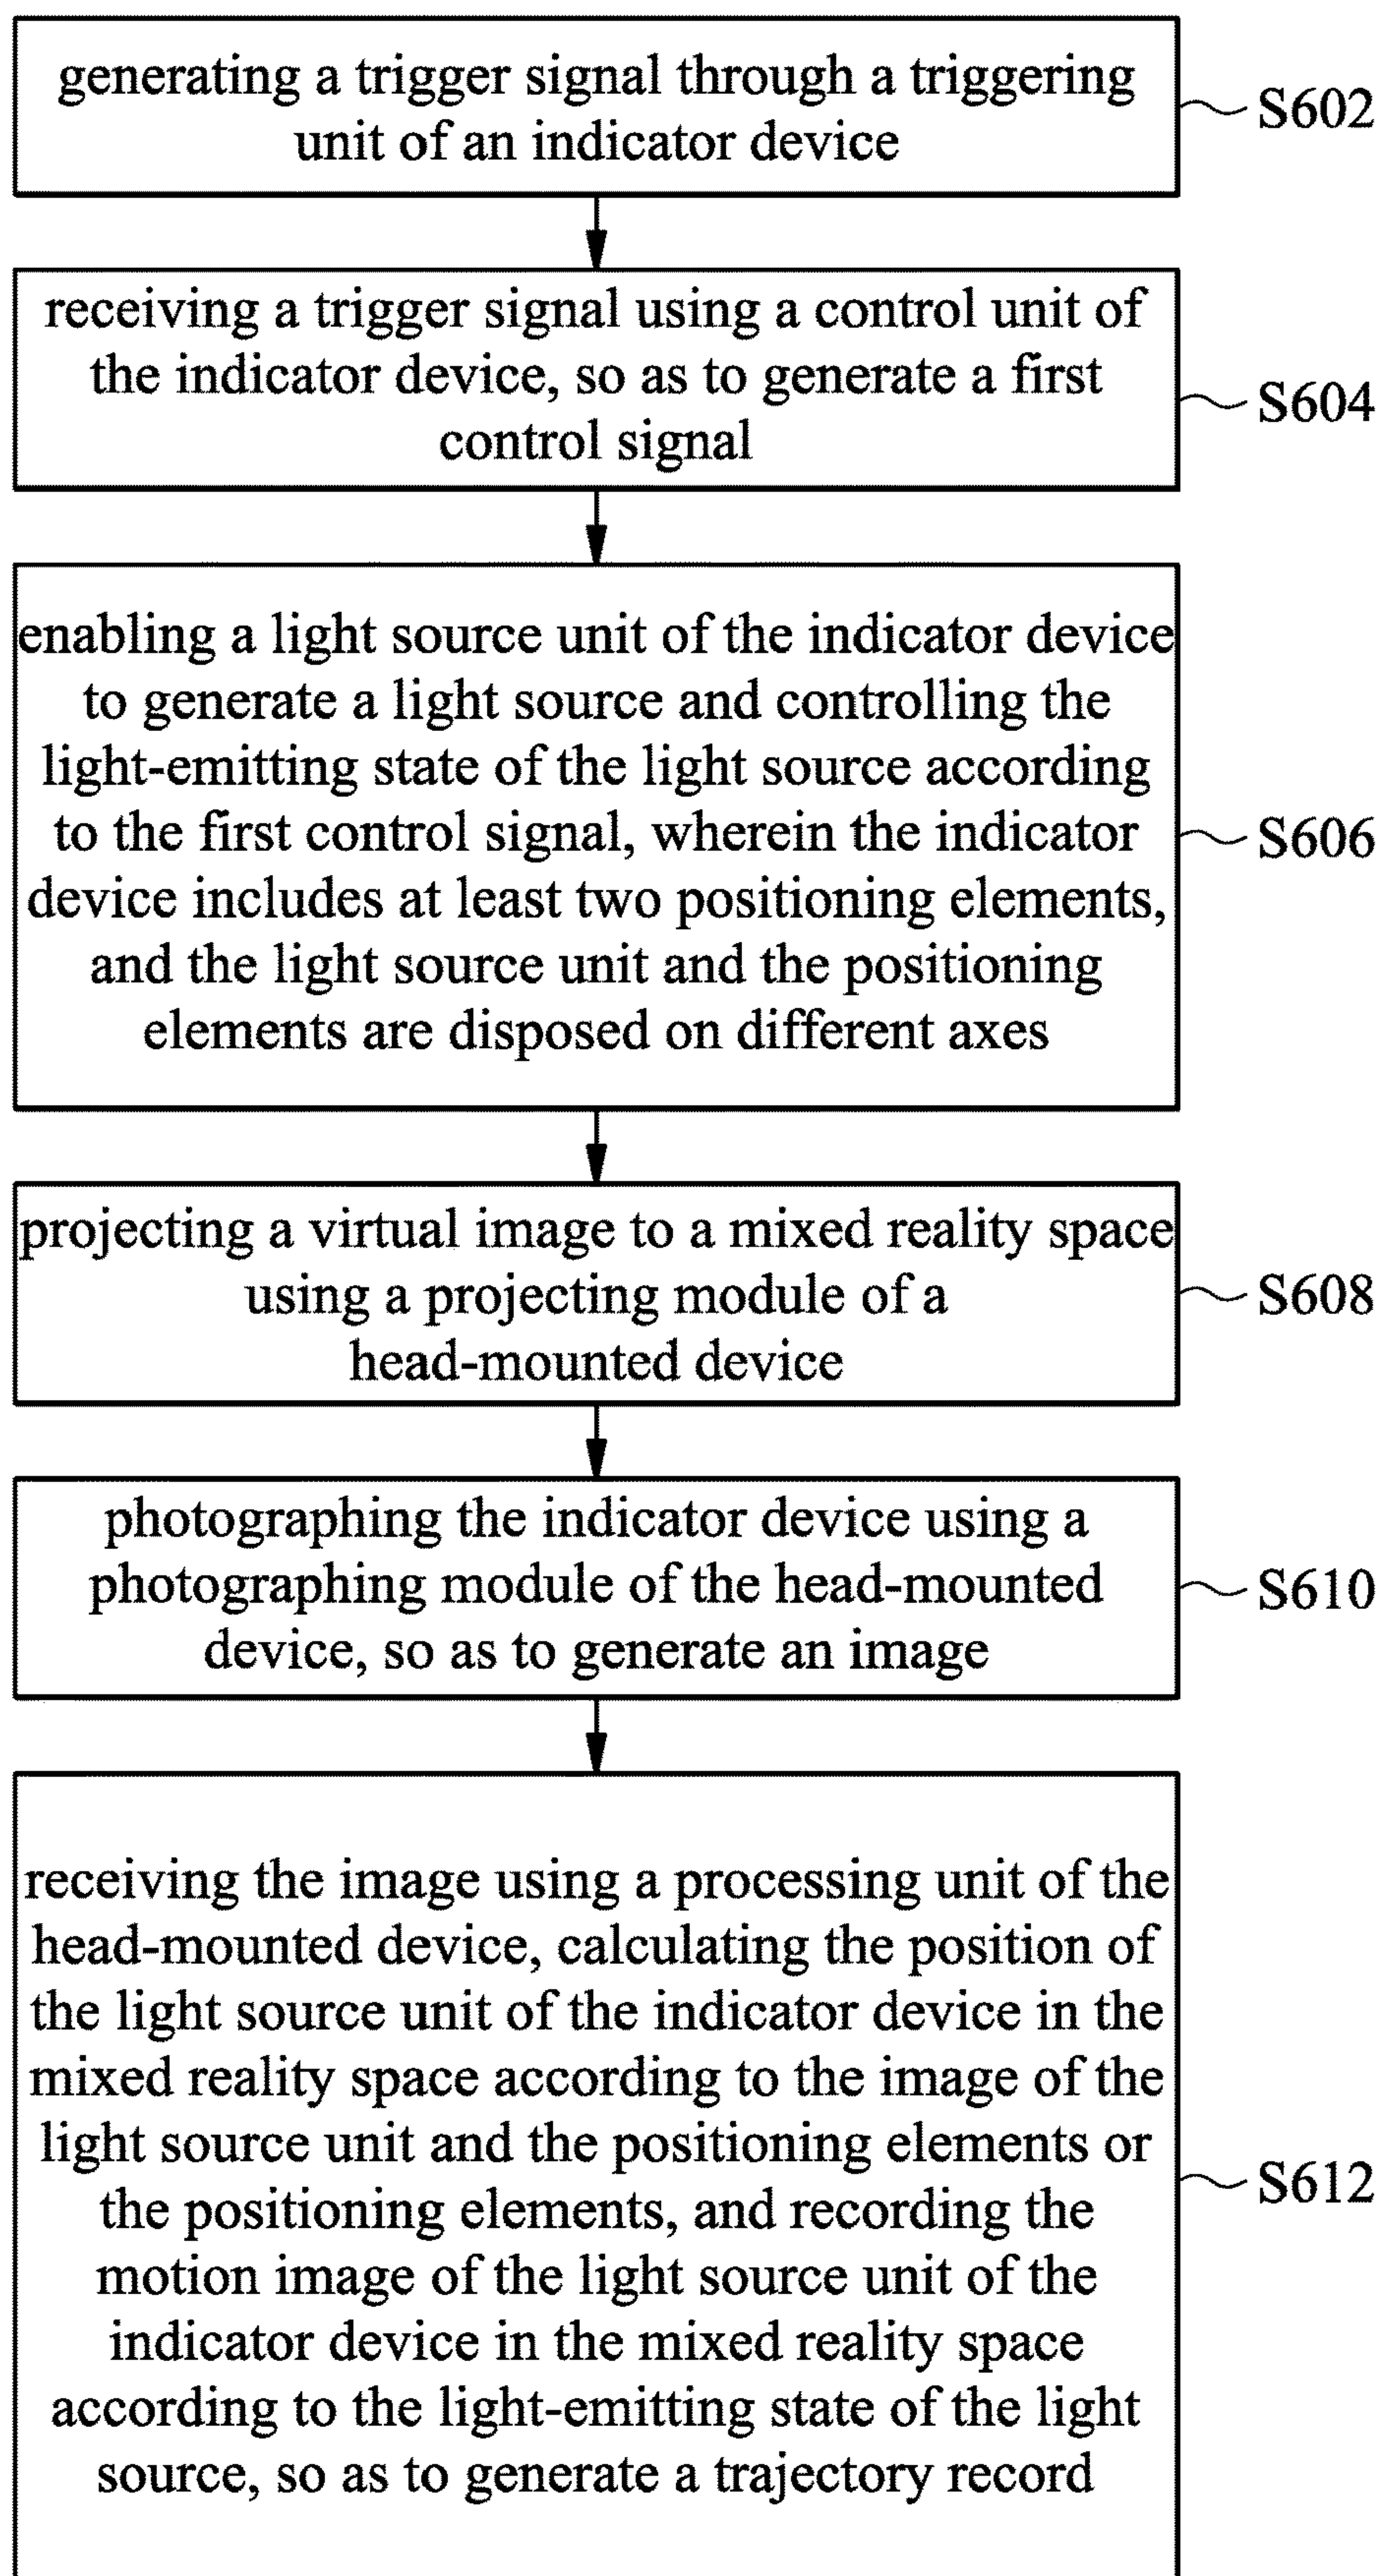 generating a trigger signal through a triggering
unit of an indicator device
S602
receiving a trigger signal using a control unit of
the indicator device, so as to generate a first
control signal
S604
enabling a light source unit of the indicator device
to generate a light source and controlling the
light-emitting state of the light source according
to the first control signal, wherein the indicator
device includes at least two positioning elements,
and the light source unit and the positioning
elements are disposed on different axes
S606
projecting a virtual image to a mixed reality space
using a projecting module of a
head-mounted device
S608
photographing the indicator device using a
photographing module of the head-mounted
device, so as to generate an image
S610
receiving the image using a processing unit of the
head-mounted device, calculating the position of
the light source unit of the indicator device in the
mixed reality space according to the image of the
light source unit and the positioning elements or
the positioning elements, and recording the
motion image of the light source unit of the
indicator device in the mixed reality space
according to the light-emitting state of the light
source, so as to generate a trajectory record
S612